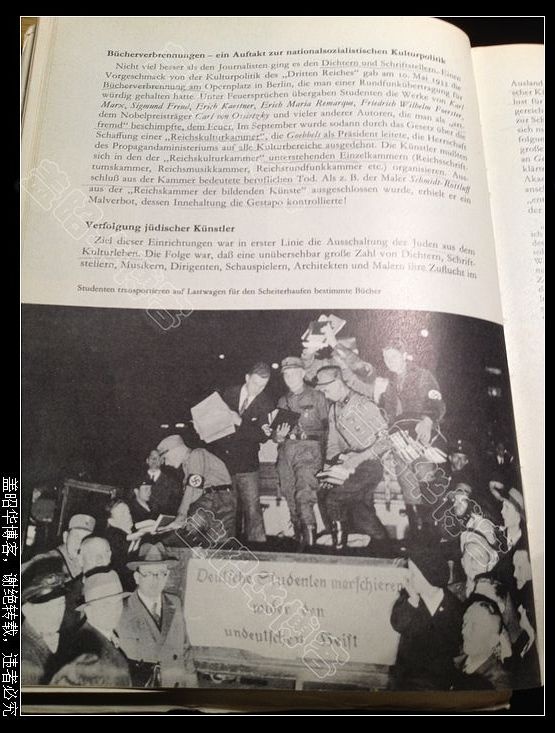 Bücherverbrennungen – ein Auftakt zur nationalsozialistischen Kulturpolitik
Nicht viel besser als den Journalisten ging es den Dichtern und Schriftstellern. Einen
Vorgeschmack von der Kulturpolitik des „Dritten Reiches“ gab am 10. Mai 1933 die
Bücherverbrennung am Opernplatz in Berlin, die man einer Rundfunkübertragung für
würdig gehalten hatte. Unter Feuersprüchen übergaben Studenten die Werke von Karl
Marx, Sigmund Freud, Erich Kaestner, Erich Maria Remarque, Friedrich Wilhelm Foerster,
dem Nobelpreisträger Carl von Ossietzky und vieler anderer Autoren, die man als
fremd“ beschimpfte, dem Feuer. Im September wurde sodann durch das Gesetz über die
Schaffung einer „Reichskulturkammer“, die Goebbels als Präsident leitete, die Herrschaft
des Propagandaministeriums auf alle Kulturbereiche ausgedehnt. Die Künstler mußten
sich in den der „Reichskulturkammer“ unterstehenden Einzelkammern (Reichsschrift-
tumskammer, Reichsmusikkammer, Reichsrundfunkkammer etc.) organisieren. Aus-
schluß aus der Kammer bedeutete beruflichen Tod. Als z. B. der Maler Schmidt-Rottluff
aus der „Reichskammer der bildenden Künste“ ausgeschlossen wurde, erhielt er ein
Malverbot, dessen Innehaltung die Gestapo kontrollierte!
Verfolgung jüdischer Künstler
Ziel dieser Einrichtungen war in erster Linie die Ausschaltung der Juden aus dem
Kulturleben. Die Folge war, daß eine unübersehbar große Zahl von Dichtern, Schrift-
stellern, Musikern, Dirigenten, Schauspielern, Architekten und Malern ihre Zuflucht im
Studenten transportieren auf Lastwagen für den Scheiterhaufen bestimmte Bücher
Deutsche Studenten marschieren
wider den
undeutschen Geist
Ausland
lust für
盖昭华博客，谢绝转载，违者必究